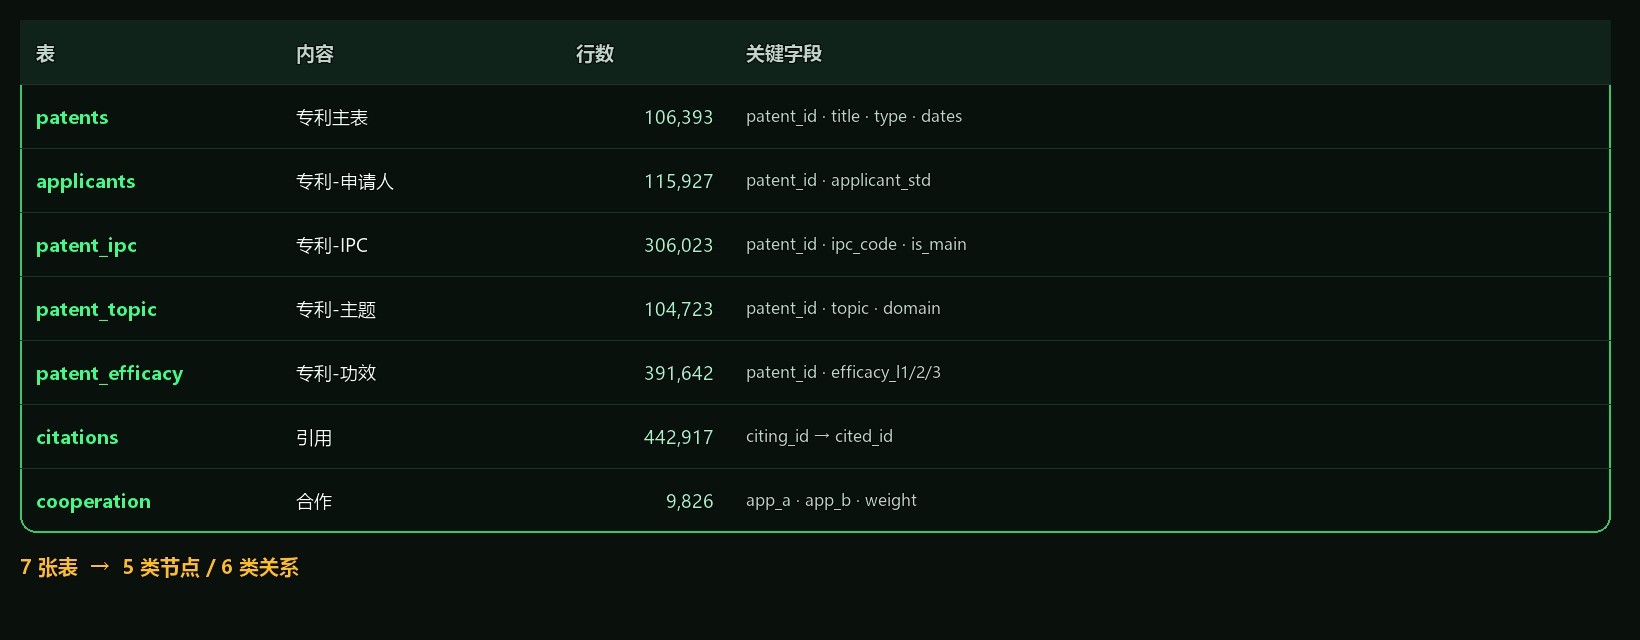 表 内容 行数 关键字段
patents 专利主表 106,393 patent_id · title · type · dates
applicants 专利-申请人 115,927 patent_id · applicant_std
patent_ipc 专利-IPC 306,023 patent_id · ipc_code · is_main
patent_topic 专利-主题 104,723 patent_id · topic · domain
patent_efficacy 专利-功效 391,642 patent_id · efficacy_l1/2/3
citations 引用 442,917 citing_id → cited_id
cooperation 合作 9,826 app_a · app_b · weight
7 张表 → 5 类节点 / 6 类关系